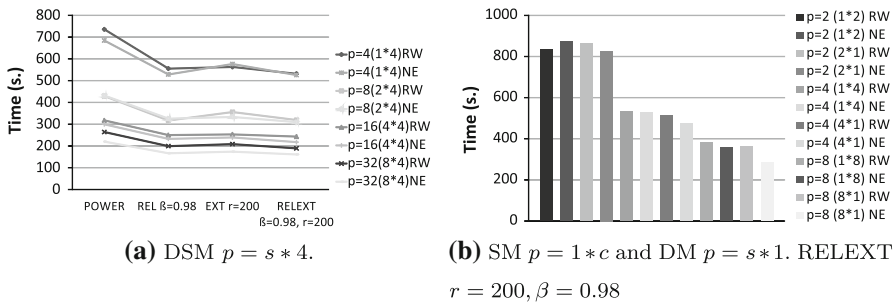 800
700
600
500
400
300
200
100
0
Time (s.)
POWER
REL ß=0.98
EXT r=200
RELEXT
ß=0.98, r=200
p=4(1*4)RW
p=4(1*4)NE
p=8(2*4)RW
p=8(2*4)NE
p=16(4*4)RW
p=16(4*4)NE
p=32(8*4)RW
p=32(8*4)NE
(a) DSM p = s * 4.
1000
800
600
400
200
0
Time (s.)
p=2 (1*2) RW
p=2 (1*2) NE
p=2 (2*1) RW
p=2 (2*1) NE
p=4 (1*4) RW
p=4 (1*4) NE
p=4 (4*1) RW
p=4 (4*1) NE
p=8 (1*8) RW
p=8 (1*8) NE
p=8 (8*1) RW
p=8 (8*1) NE
(b) SM p = 1*c and DM p = s*1. RELEXT
r = 200, β = 0.98